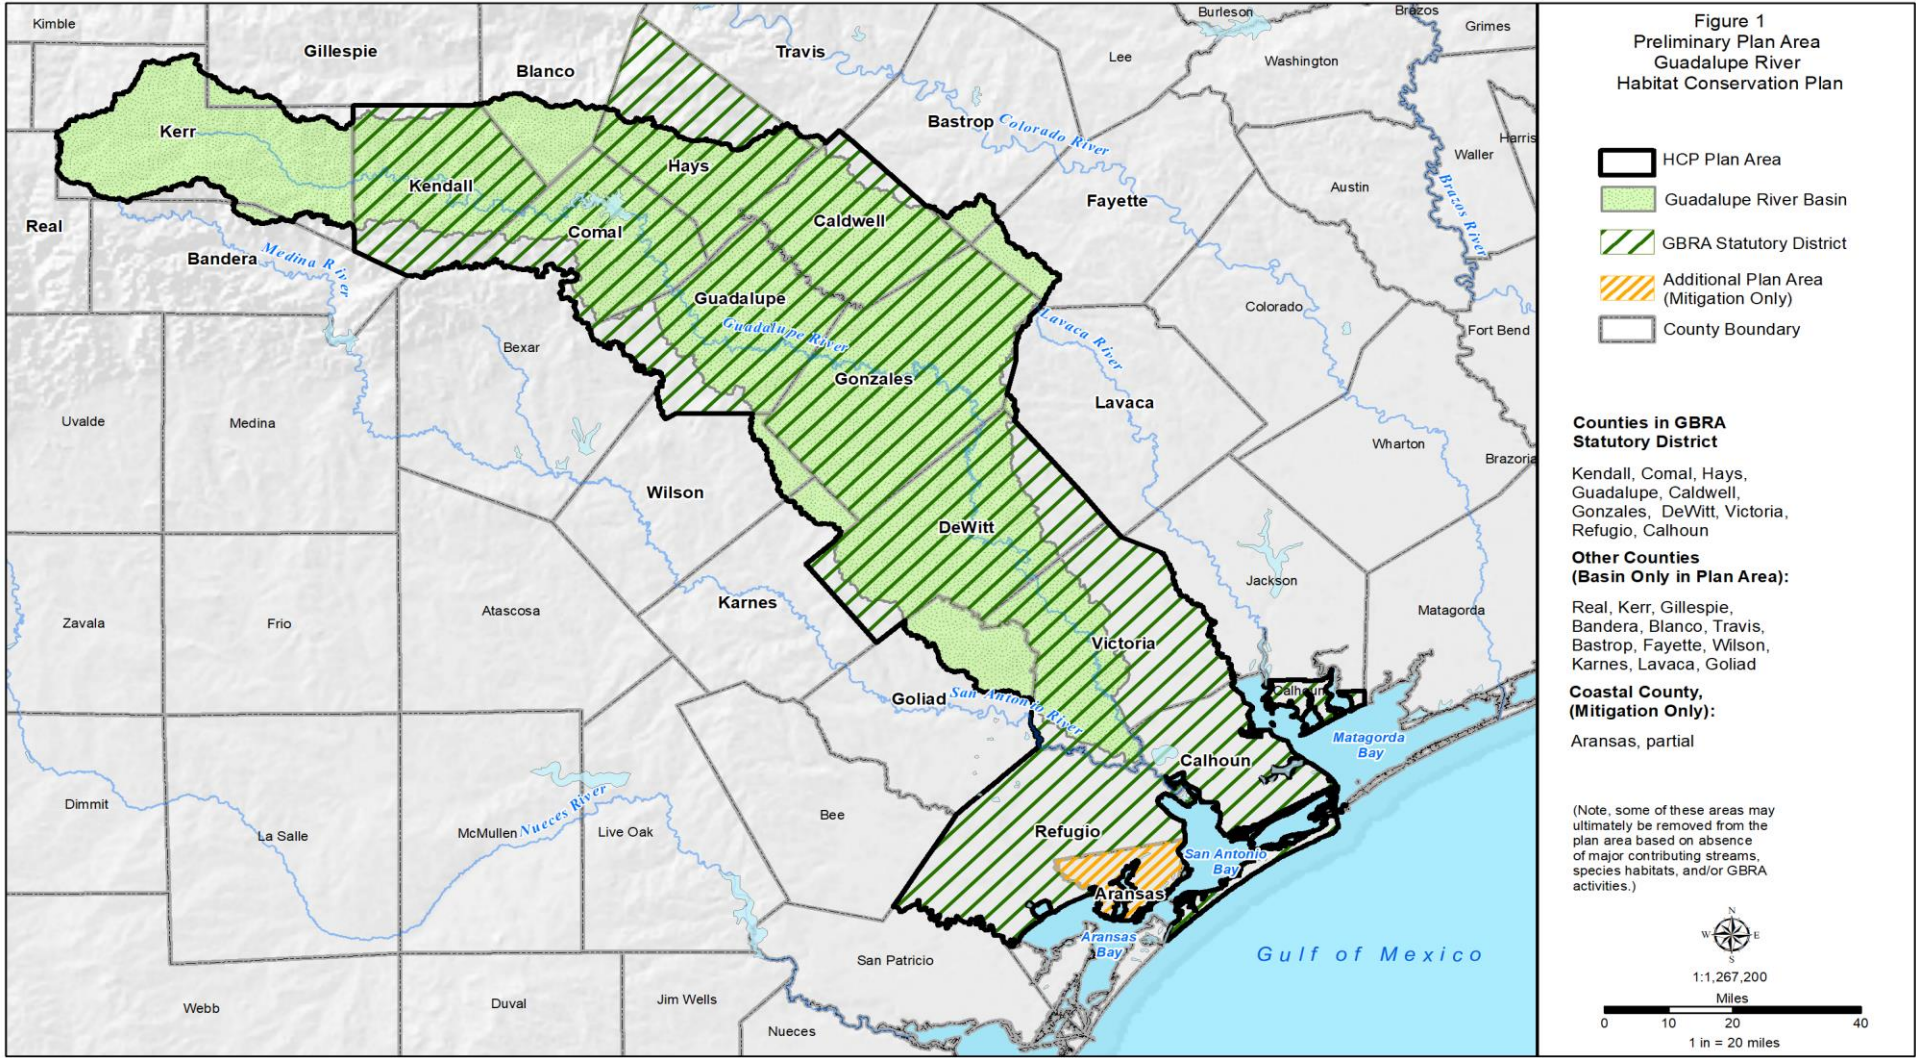 Kimble
Gillespie
Blanco
Travis
Lee
Burleson
Washington
Brazos
Grimes
Kerr
Kendall
Hays
Bastrop
Colorado River
Harris
Waller
Austin
Brazos River
Real
Bandera
Medina River
Comal
Caldwell
Fayette
Guadalupe
Guadalupe River
Lavaca River
Colorado
Fort Bend
Bexar
Gonzales
Lavaca
Uvalde
Medina
Wharton
Brazoria
Wilson
DeWitt
Jackson
Matagorda
Zavala
Frio
Atascosa
Karnes
Victoria
Goliad
San Antonio River
Calhoun
Matagorda
Bay
Calhoun
Dimmit
La Salle
McMullen
Nueces River
Live Oak
Bee
Refugio
San Antonio
Bay
Aransas
Aransas
Bay
Gulf of Mexico
San Patricio
Webb
Duval
Jim Wells
Nueces
Figure 1
Preliminary Plan Area
Guadalupe River
Habitat Conservation Plan
HCP Plan Area
Guadalupe River Basin
GBRA Statutory District
Additional Plan Area
(Mitigation Only)
County Boundary
Counties in GBRA
Statutory District
Kendall, Comal, Hays,
Guadalupe, Caldwell,
Gonzales, DeWitt, Victoria,
Refugio, Calhoun
Other Counties
(Basin Only in Plan Area):
Real, Kerr, Gillespie,
Bandera, Blanco, Travis,
Bastrop, Fayette, Wilson,
Karnes, Lavaca, Goliad
Coastal County,
(Mitigation Only):
Aransas, partial
(Note, some of these areas may
ultimately be removed from the
plan area based on absence
of major contributing streams,
species habitats, and/or GBRA
activities.)
N
W E
S
1:1,267,200
Miles
0 10 20 40
1 in = 20 miles